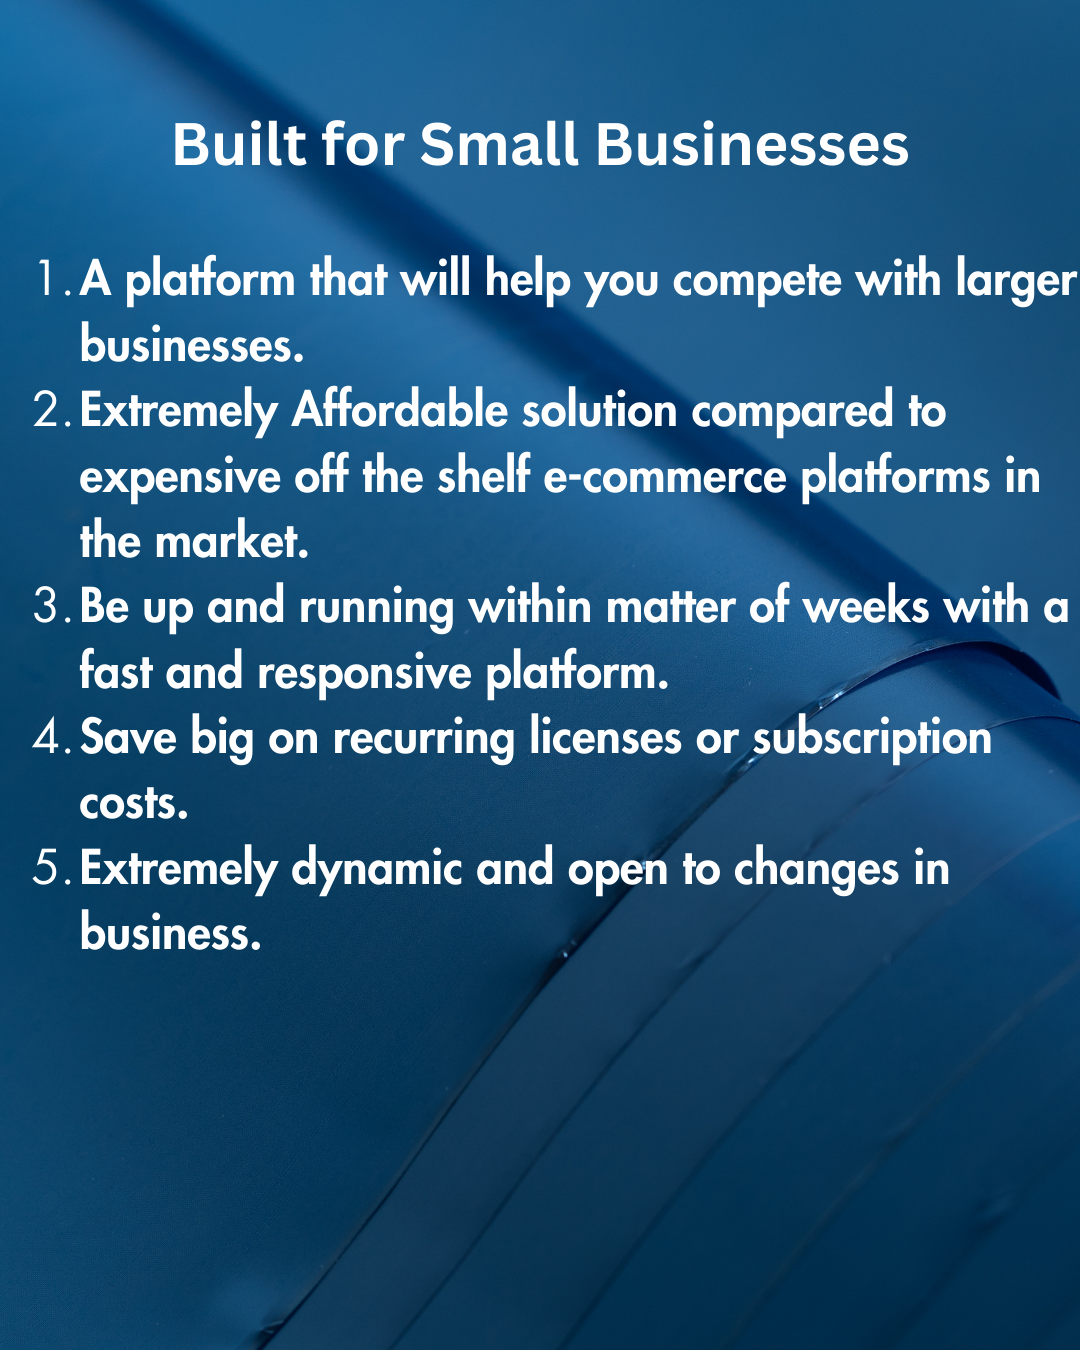 Built for Small Businesses
1. A platform that will help you compete with larger
businesses.
2. Extremely Affordable solution compared to
expensive off the shelf e-commerce platforms in
the market.
3. Be up and running within matter of weeks with a
fast and responsive platform.
4. Save big on recurring licenses or subscription
costs.
5. Extremely dynamic and open to changes in
business.